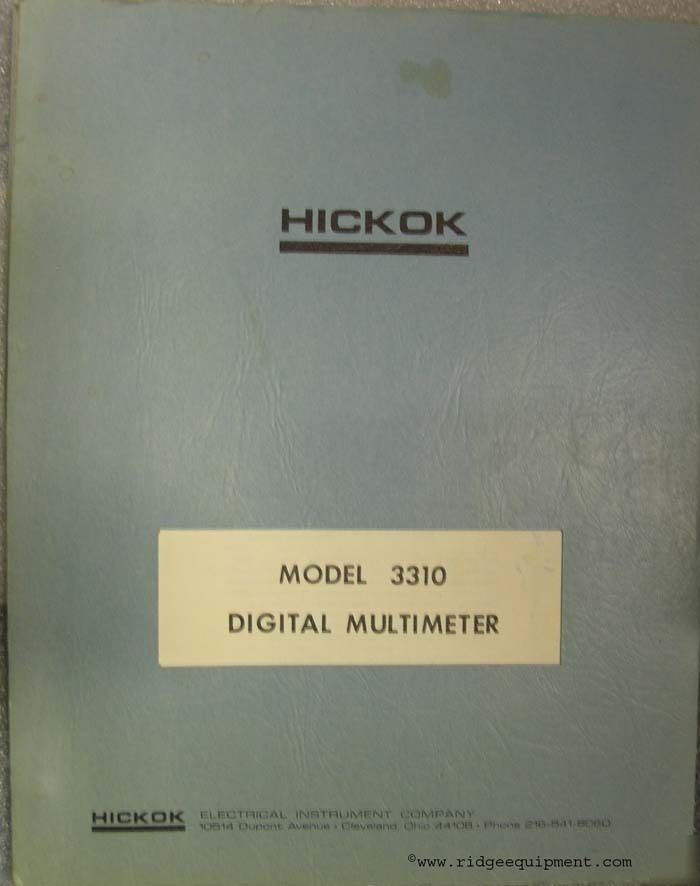 HICKOK
MODEL 3310
DIGITAL MULTIMETER
HICKOK ELECTRICAL INSTRUMENT COMPANY
10514 Dupont Avenue • Cleveland, Ohio 44108 • Phone 216-541-8060
©www.ridgeequipment.com